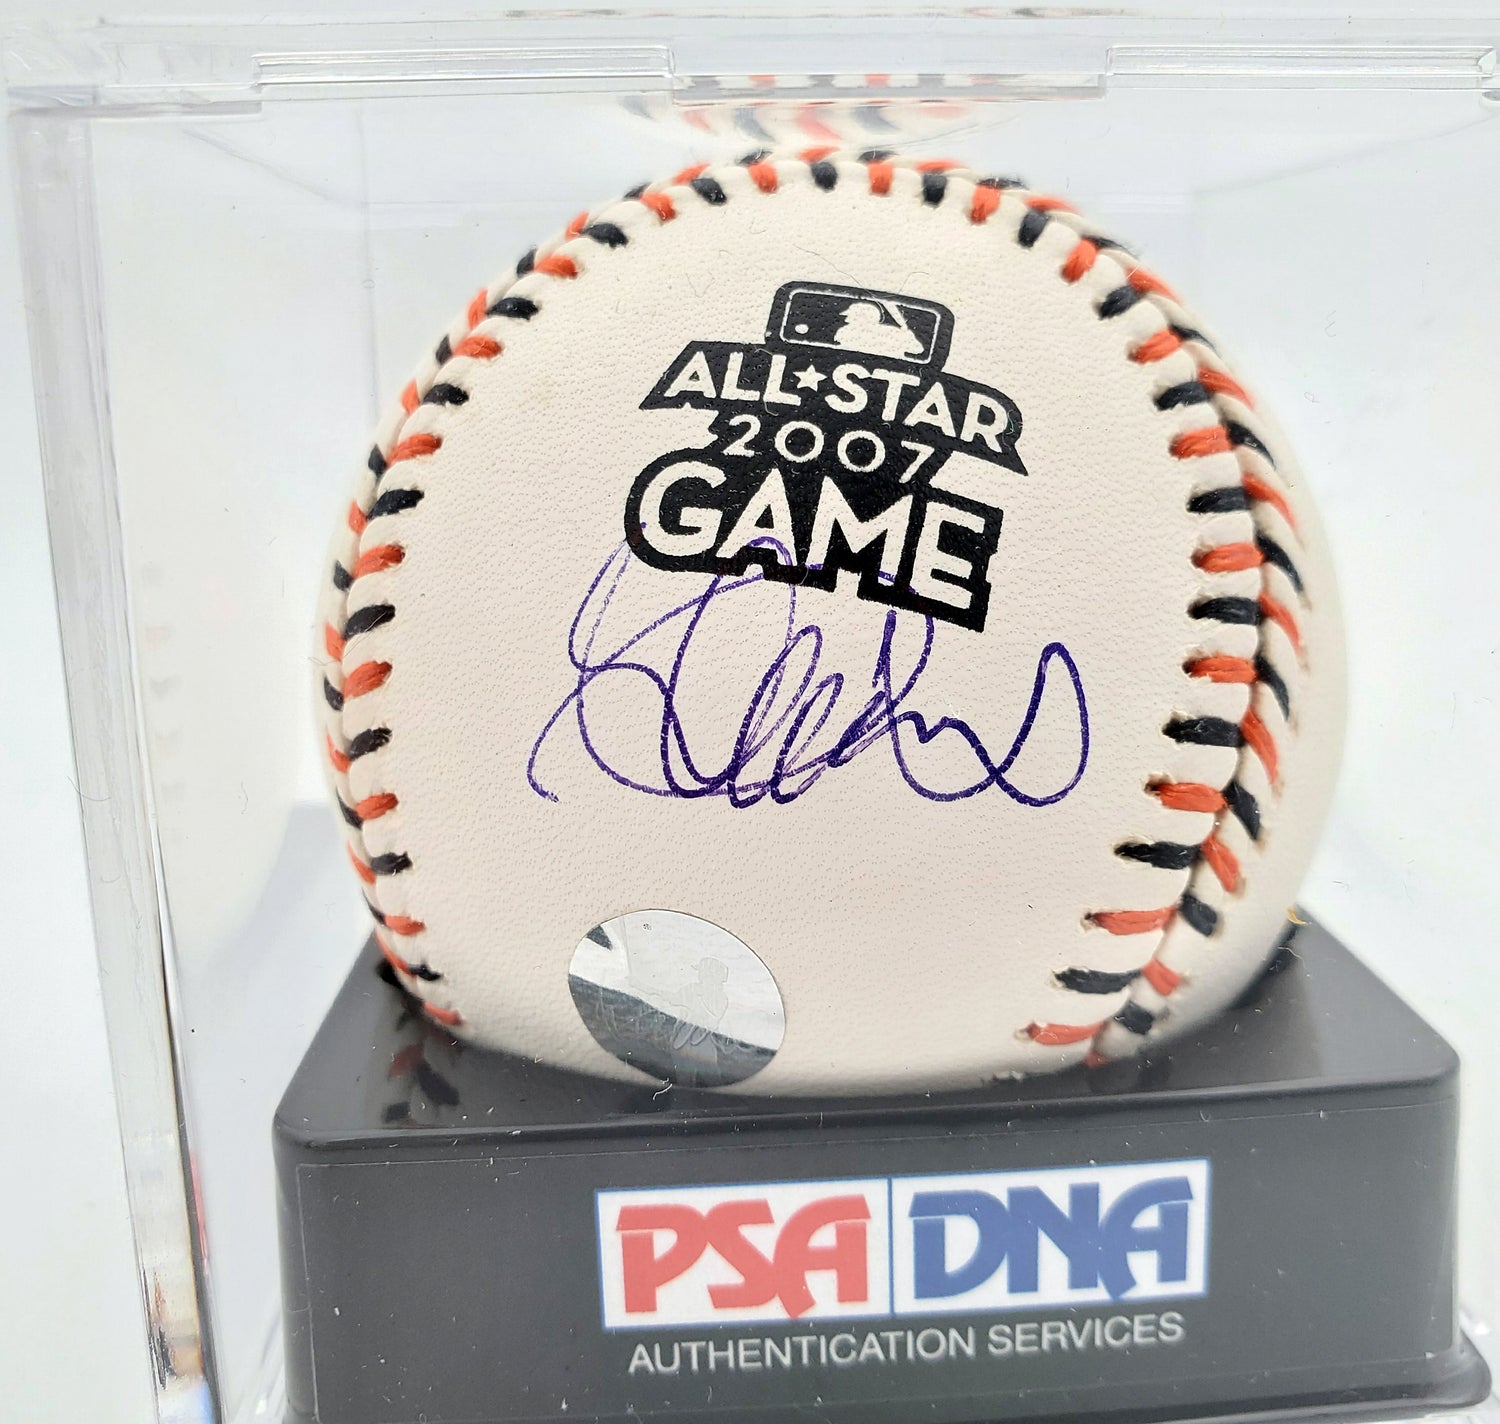 ALL★STAR
2007
GAME
PSA DNA
AUTHENTICATION SERVICES